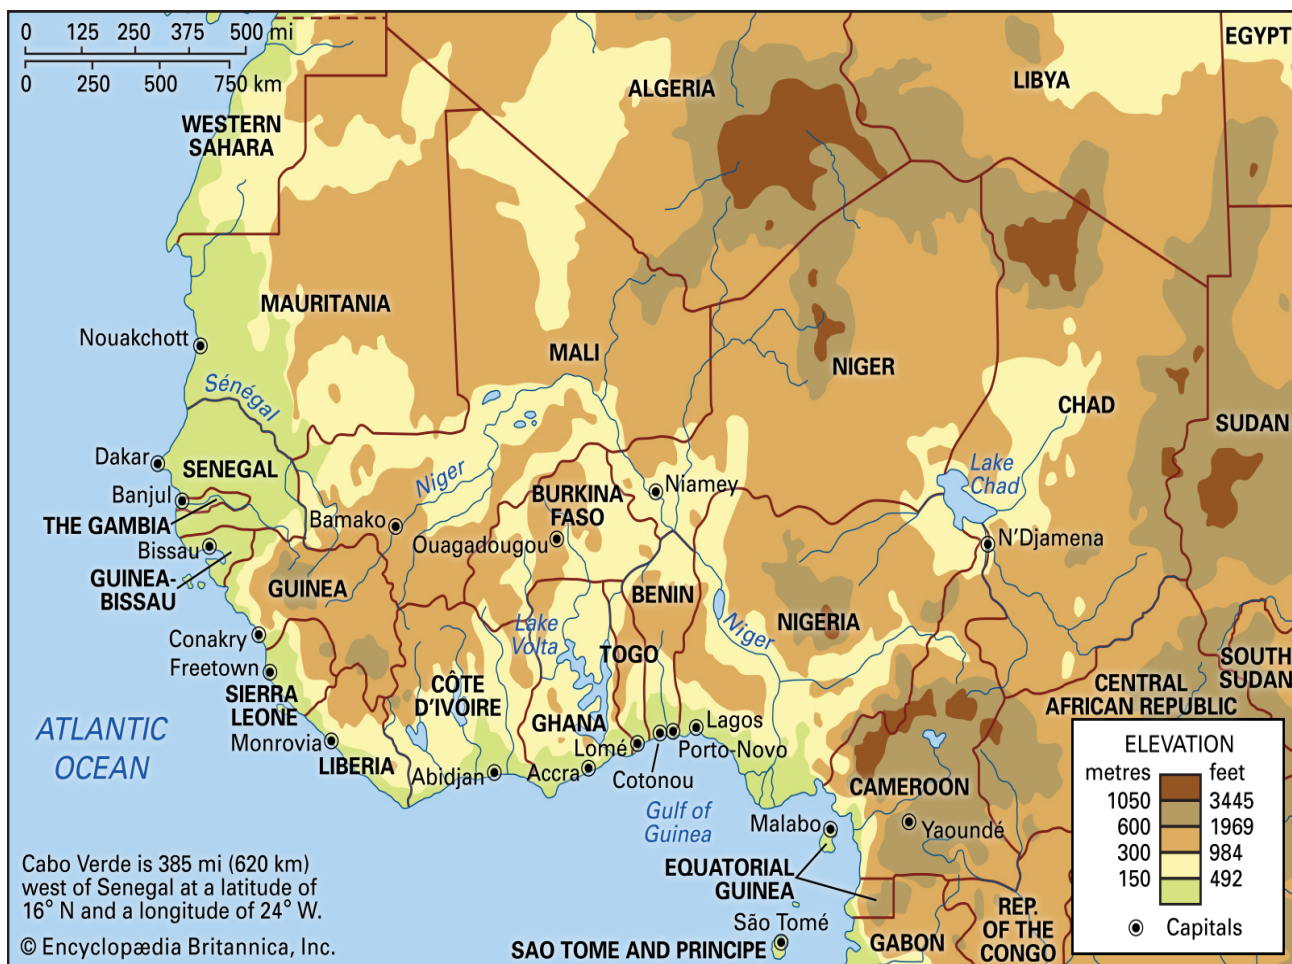 0 125 250 375 500 mi
0 250 500 750 km
EGYPT
ALGERIA
LIBYA
WESTERN
SAHARA
MAURITANIA
Nouakchott
MALI
NIGER
CHAD
SUDAN
Sénégal
Dakar
SENEGAL
Banjul
THE GAMBIA
Bissau
GUINEA-
BISSAU
Niger
Bamako
BURKINA
FASO
Ouagadougou
Niamey
Lake
Chad
N'Djamena
GUINEA
Conakry
Freetown
SIERRA
LEONE
Monrovia
LIBERIA
CÔTE
D'IVOIRE
Abidjan
Lake
Volta
GHANA
Accra
TOGO
Lomé
BENIN
Cotonou
Porto-Novo
Lagos
Niger
NIGERIA
SOUTH
SUDAN
CENTRAL
AFRICAN REPUBLIC
CAMEROON
Yaoundé
ATLANTIC
OCEAN
Gulf of
Guinea
Malabo
EQUATORIAL
GUINEA
São Tomé
SAO TOME AND PRINCIPE
GABON
REP.
OF THE
CONGO
ELEVATION
metres feet
1050 3445
600 1969
300 984
150 492
Capitals
Cabo Verde is 385 mi (620 km)
west of Senegal at a latitude of
16° N and a longitude of 24° W.
© Encyclopædia Britannica, Inc.